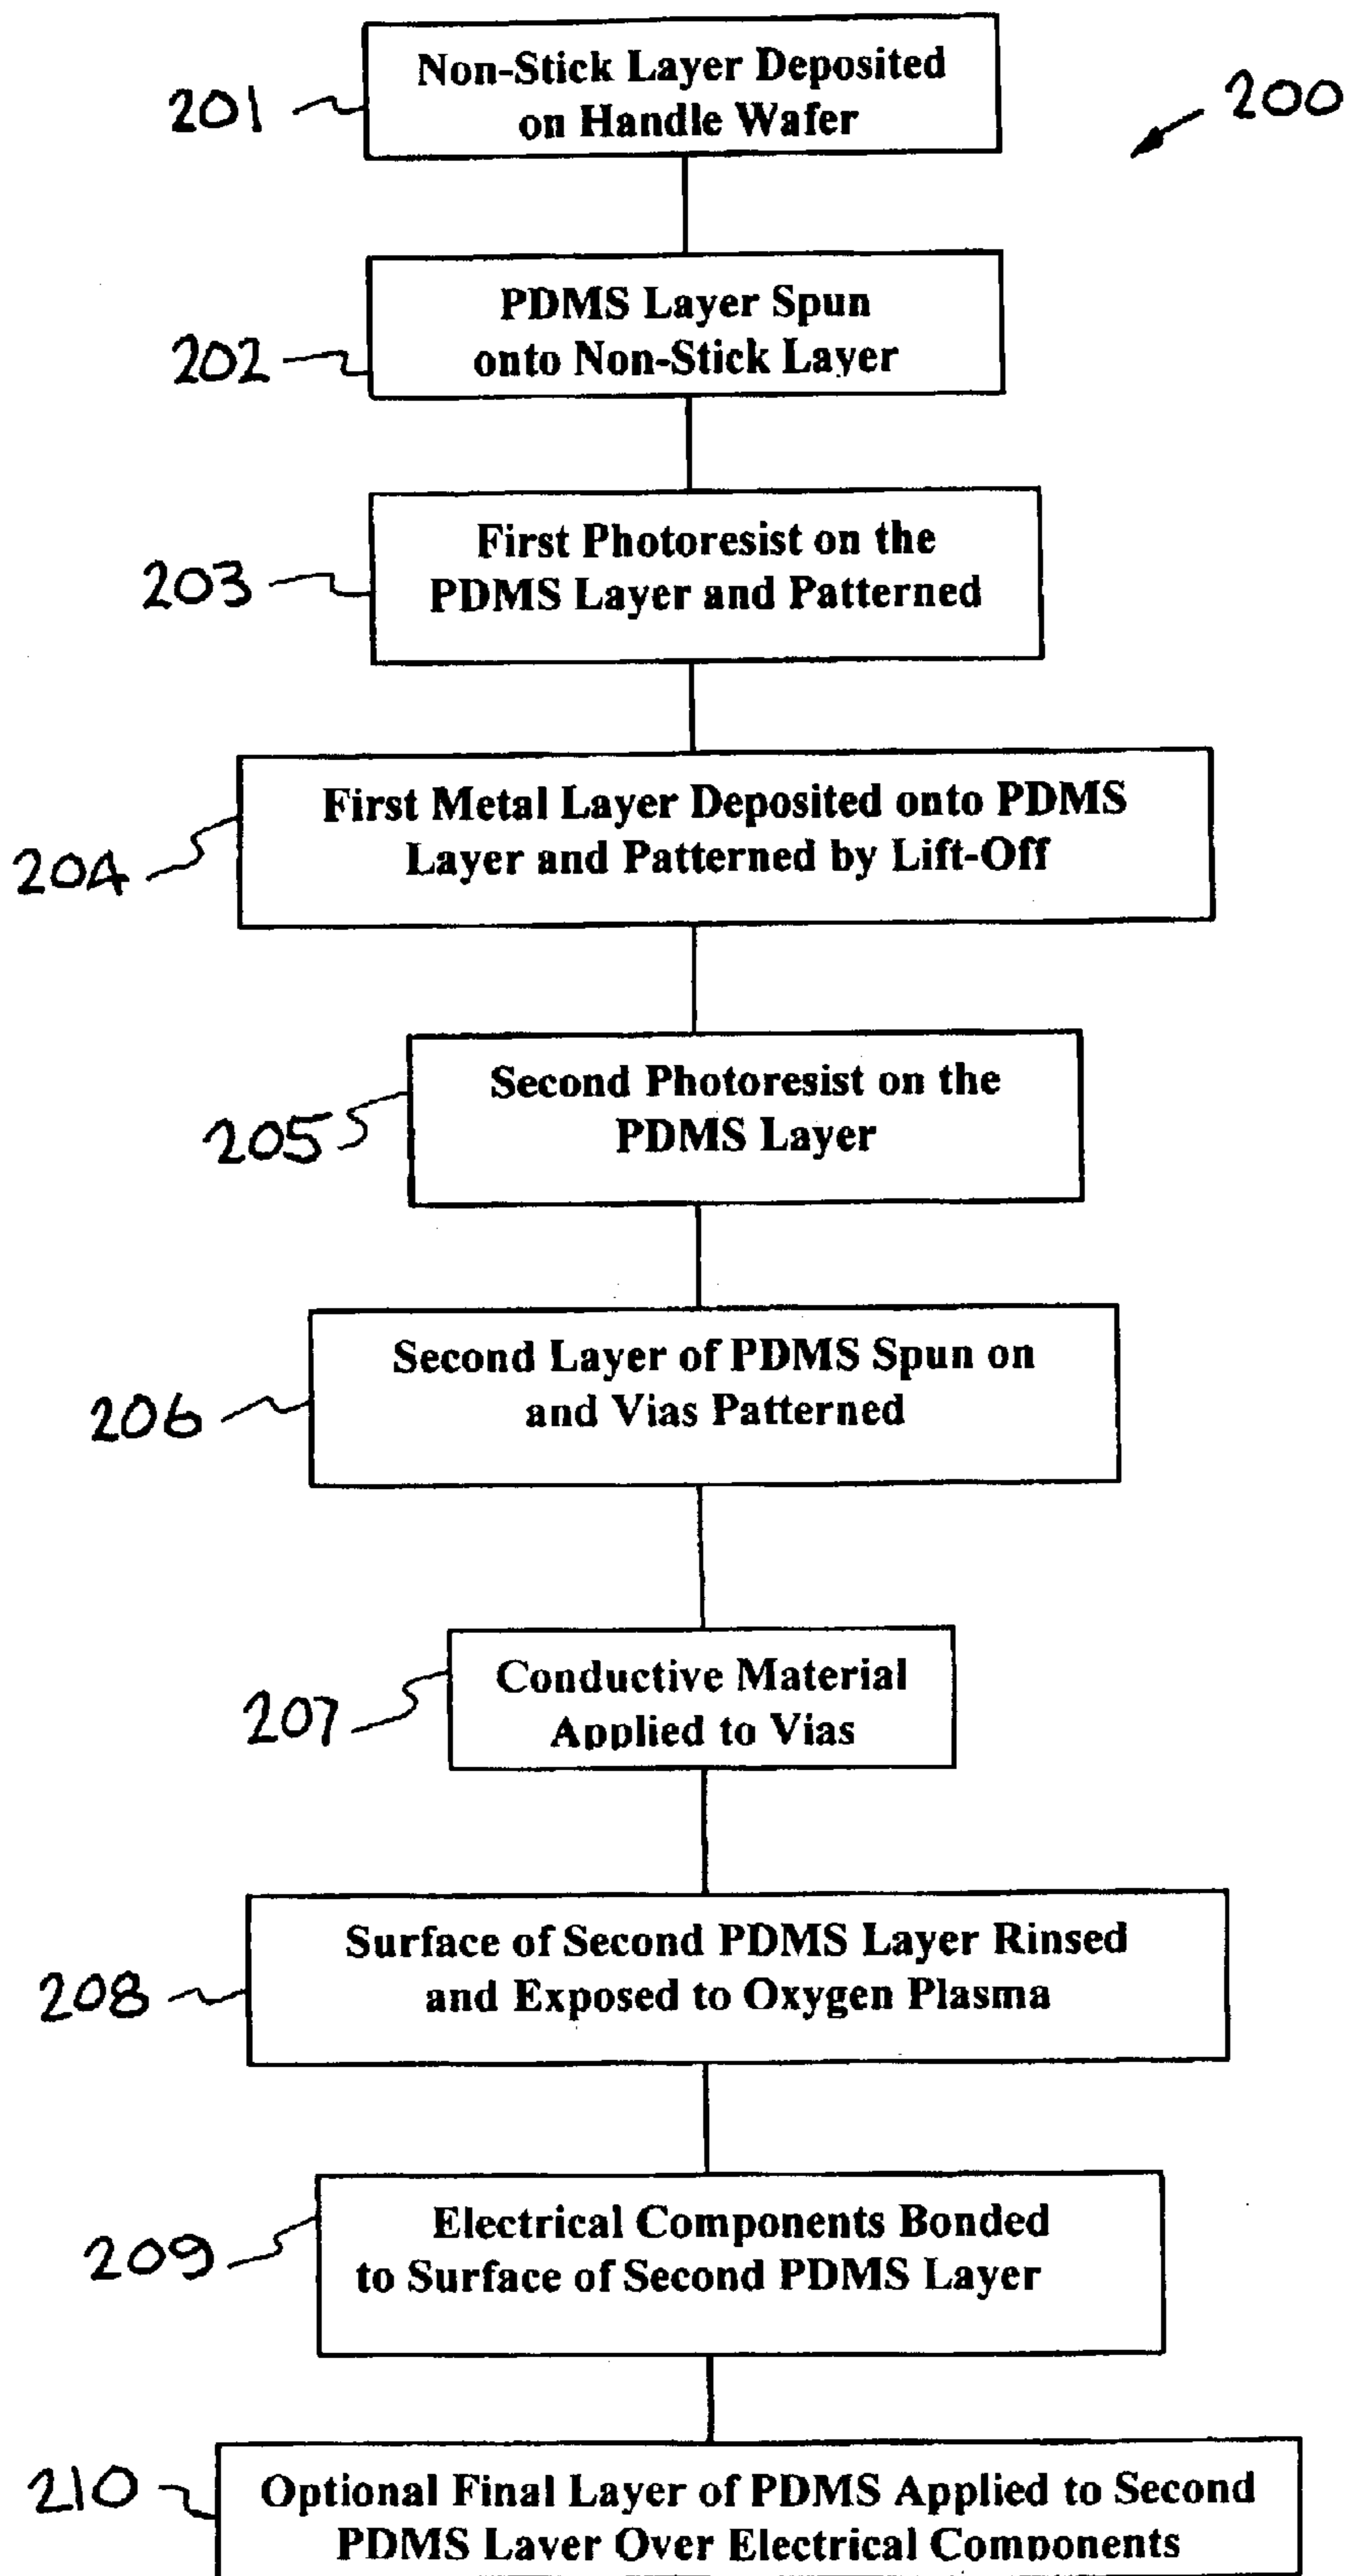 Non-Stick Layer Deposited
on Handle Wafer
201
200
PDMS Layer Spun
onto Non-Stick Layer
202
First Photoresist on the
PDMS Layer and Patterned
203
First Metal Layer Deposited onto PDMS
Layer and Patterned by Lift-Off
204
Second Photoresist on the
PDMS Layer
205
Second Layer of PDMS Spun on
and Vias Patterned
206
Conductive Material
Applied to Vias
207
Surface of Second PDMS Layer Rinsed
and Exposed to Oxygen Plasma
208
Electrical Components Bonded
to Surface of Second PDMS Layer
209
210
Optional Final Layer of PDMS Applied to Second
PDMS Layer Over Electrical Components